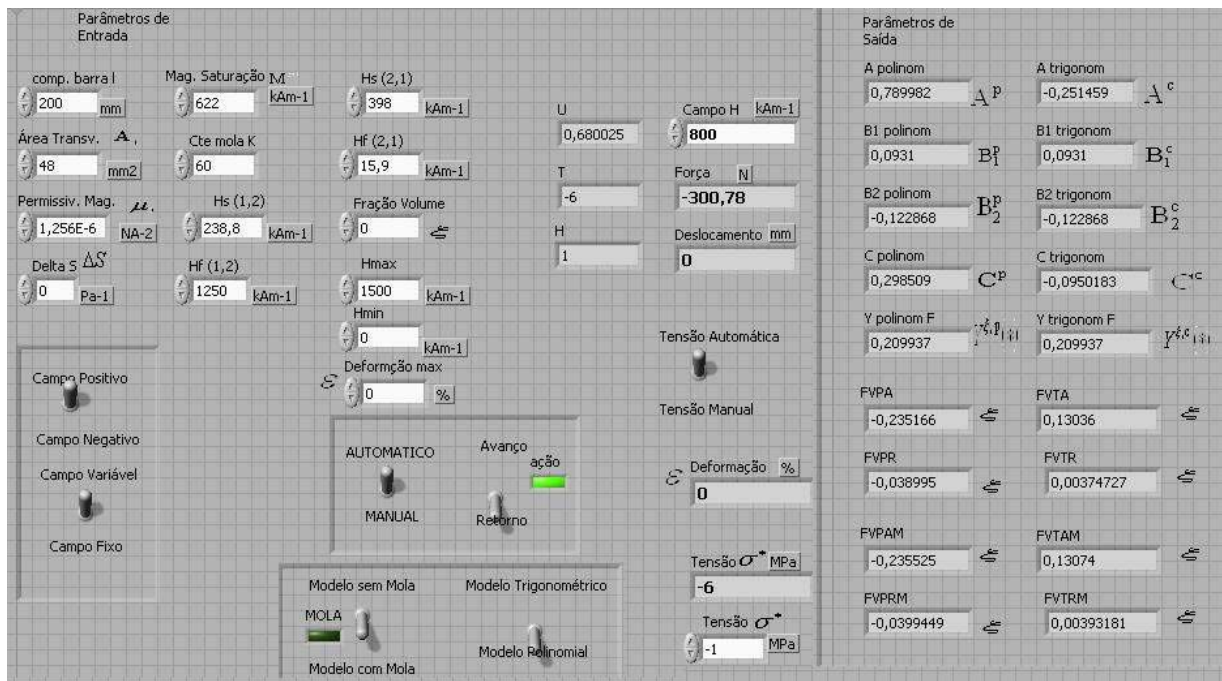 Parâmetros de
Entrada
comp. barra l
200 mm
Mag. Saturação M
622 kAm-1
Hs (2,1)
398 kAm-1
Área Transv. A,
48 mm2
Cte mola K
60
Hf (2,1)
15,9 kAm-1
Permissiv. Mag. μ.
1,256E-6 NA-2
Hs (1,2)
238,8 kAm-1
Fração Volume
0 ξ
Delta S ΔS
0 Pa-1
Hf (1,2)
1250 kAm-1
Hmax
1500 kAm-1
Hmin
0 kAm-1
Deformção max
ε 0 %
U
0,680025
T
-6
H
1
Campo H kAm-1
800
Força N
-300,78
Deslocamento mm
0
Tensão Automática
Tensão Manual
Campo Positivo
Campo Negativo
Campo Variável
Campo Fixo
AUTOMATICO
MANUAL
Avanço
ação
Retorno
Modelo sem Mola
MOLA
Modelo com Mola
Modelo Trigonométrico
Modelo Polinomial
ε Deformação %
0
Tensão σ* MPa
-6
Tensão σ*
-1 MPa
Parâmetros de
Saída
A polinom
0,789982 A^p
A trigonom
-0,251459 A^c
B1 polinom
0,0931 B₁^p
B1 trigonom
0,0931 B₁^c
B2 polinom
-0,122868 B₂^p
B2 trigonom
-0,122868 B₂^c
C polinom
0,298509 C^p
C trigonom
-0,0950183 C^c
Y polinom F
0,209937
Y trigonom F
0,209937
FVPA
-0,235166 ξ
FVTA
0,13036 ξ
FVPR
-0,038995 ξ
FVTR
0,00374727 ξ
FVPAM
-0,235525 ξ
FVTAM
0,13074 ξ
FVPRM
-0,0399449 ξ
FVTRM
0,00393181 ξ